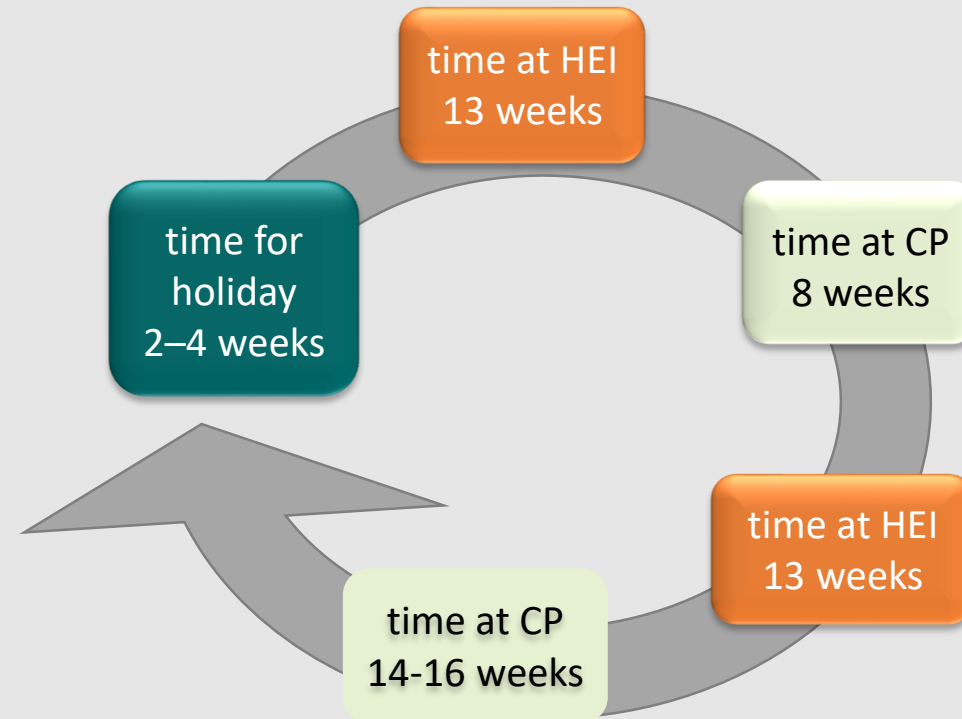 time at HEI
13 weeks
time at CP
8 weeks
time at HEI
13 weeks
time at CP
14-16 weeks
time for
holiday
2–4 weeks